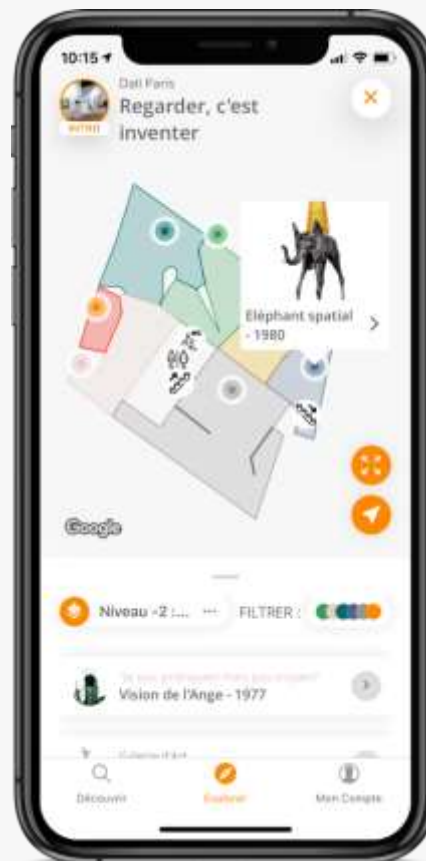 10:15
Dalí Paris
Regarder, c'est
inventer
Eléphant spatial
- 1980
Google
Niveau -2 :... ...
FILTRER :
Vision de l'Ange - 1977
Découvrir
Explorer
Mon Compte